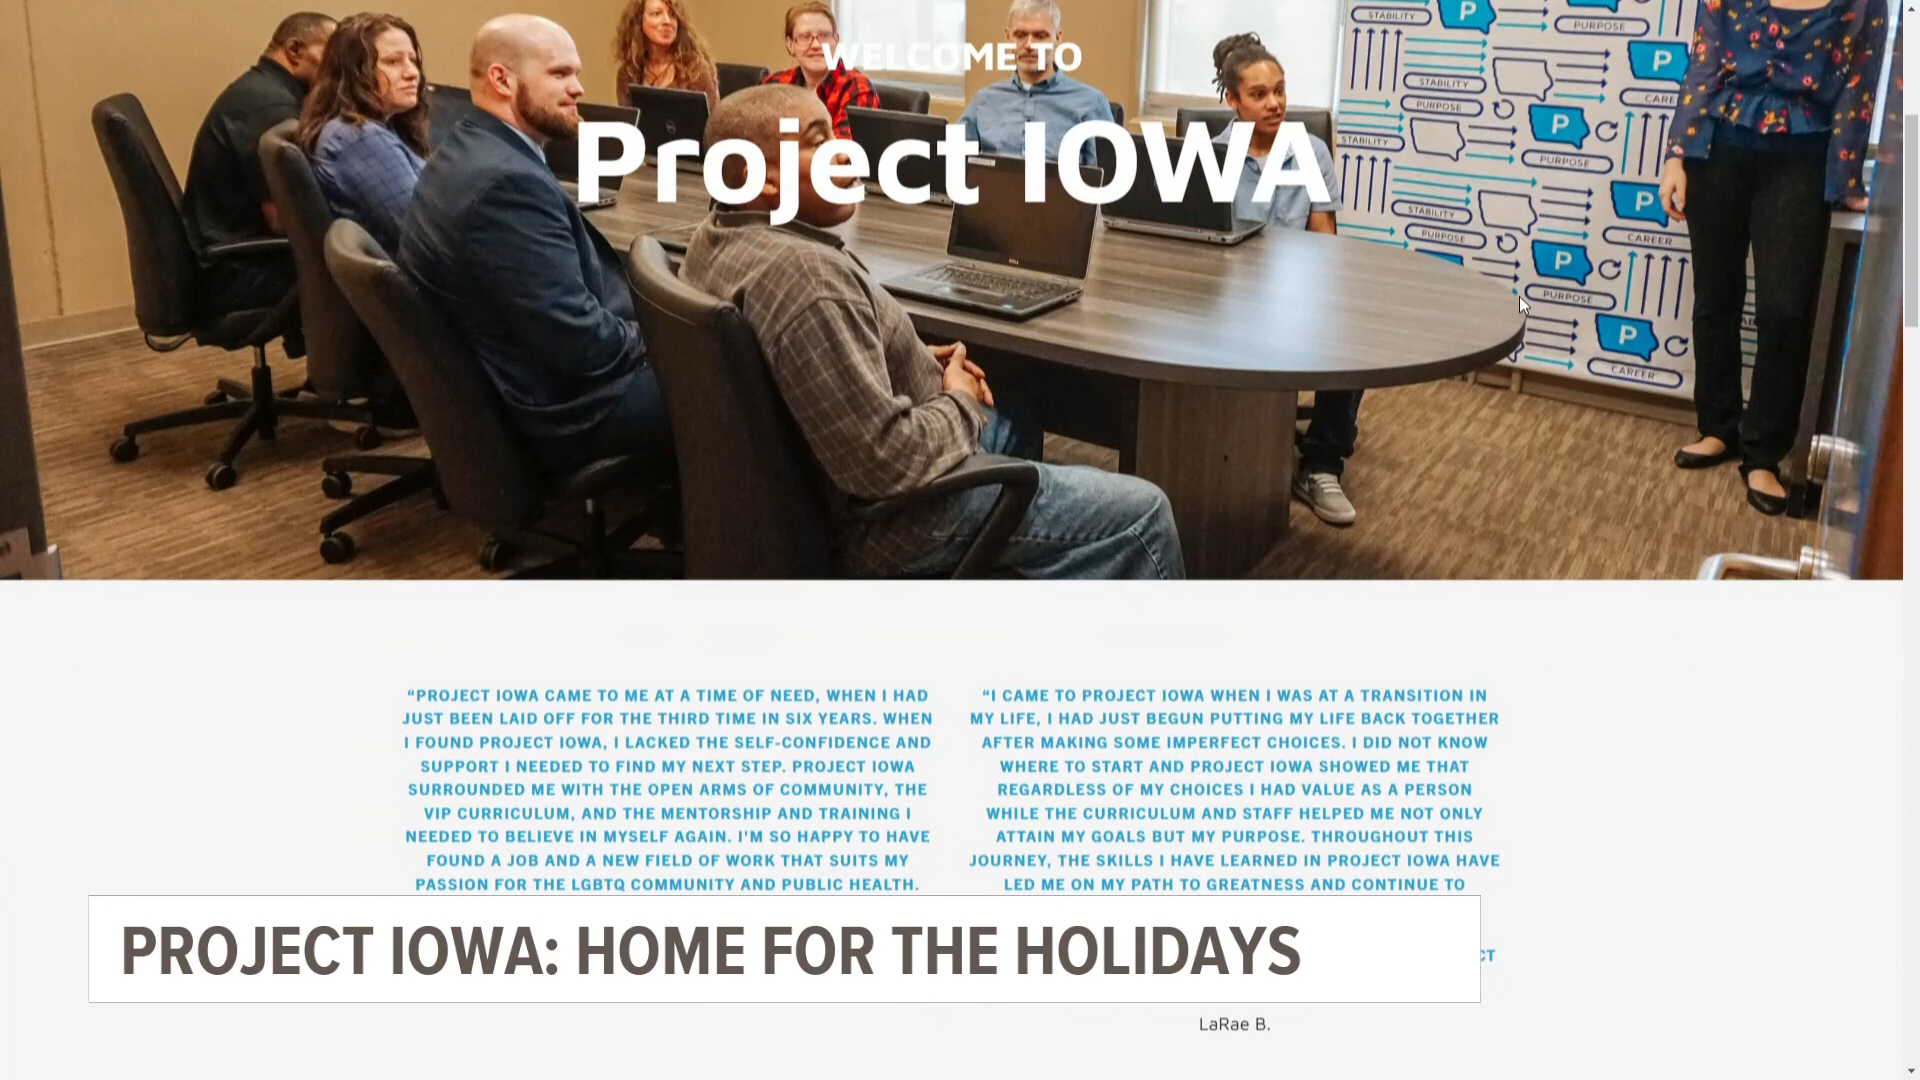 WELCOME TO
Project IOWA
STABILITY
P
PURPOSE
P
STABILITY
PURPOSE
CARE
P
STABILITY
PURPOSE
P
STABILITY
PURPOSE
CAREER
P
PURPOSE
P
CAREER
DELL
“PROJECT IOWA CAME TO ME AT A TIME OF NEED, WHEN I HAD
JUST BEEN LAID OFF FOR THE THIRD TIME IN SIX YEARS. WHEN
I FOUND PROJECT IOWA, I LACKED THE SELF-CONFIDENCE AND
SUPPORT I NEEDED TO FIND MY NEXT STEP. PROJECT IOWA
SURROUNDED ME WITH THE OPEN ARMS OF COMMUNITY, THE
VIP CURRICULUM, AND THE MENTORSHIP AND TRAINING I
NEEDED TO BELIEVE IN MYSELF AGAIN. I'M SO HAPPY TO HAVE
FOUND A JOB AND A NEW FIELD OF WORK THAT SUITS MY
PASSION FOR THE LGBTQ COMMUNITY AND PUBLIC HEALTH.
“I CAME TO PROJECT IOWA WHEN I WAS AT A TRANSITION IN
MY LIFE, I HAD JUST BEGUN PUTTING MY LIFE BACK TOGETHER
AFTER MAKING SOME IMPERFECT CHOICES. I DID NOT KNOW
WHERE TO START AND PROJECT IOWA SHOWED ME THAT
REGARDLESS OF MY CHOICES I HAD VALUE AS A PERSON
WHILE THE CURRICULUM AND STAFF HELPED ME NOT ONLY
ATTAIN MY GOALS BUT MY PURPOSE. THROUGHOUT THIS
JOURNEY, THE SKILLS I HAVE LEARNED IN PROJECT IOWA HAVE
LED ME ON MY PATH TO GREATNESS AND CONTINUE TO
CT
PROJECT IOWA: HOME FOR THE HOLIDAYS
LaRae B.